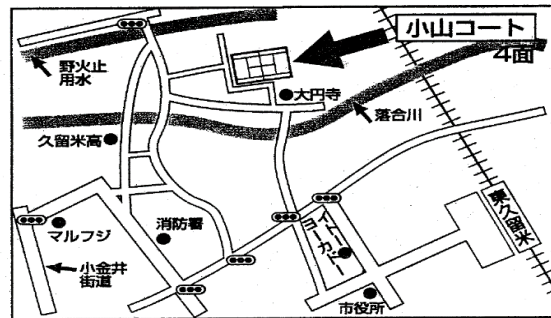 小山コート
4面
野火止
用水
大円寺
落合川
久留米高
マルフジ
消防署
小金井
街道
イトー
ヨーカドー
市役所
東久留米